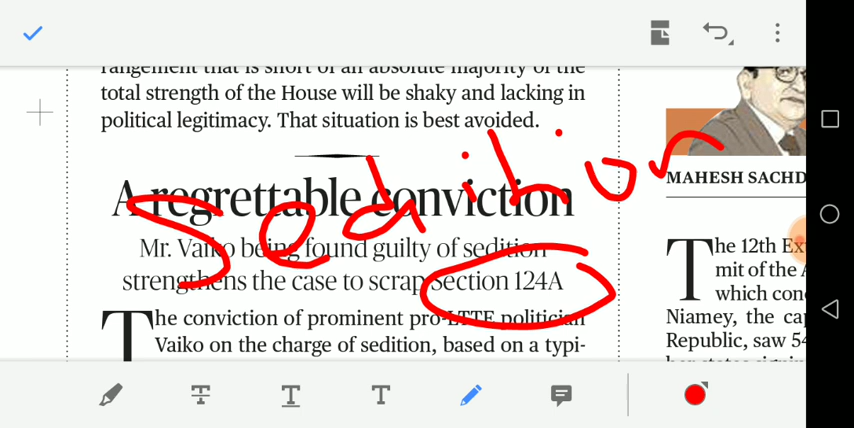 total strength of the House will be shaky and lacking in
political legitimacy. That situation is best avoided.
A regrettable conviction
Sedition
Mr. Vaiko being found guilty of sedition
strengthens the case to scrap Section 124A
The conviction of prominent pro-LTTE politician
Vaiko on the charge of sedition, based on a typi-
MAHESH SACHD
The 12th Ex
mit of the A
which con
Niamey, the cap
Republic, saw 54